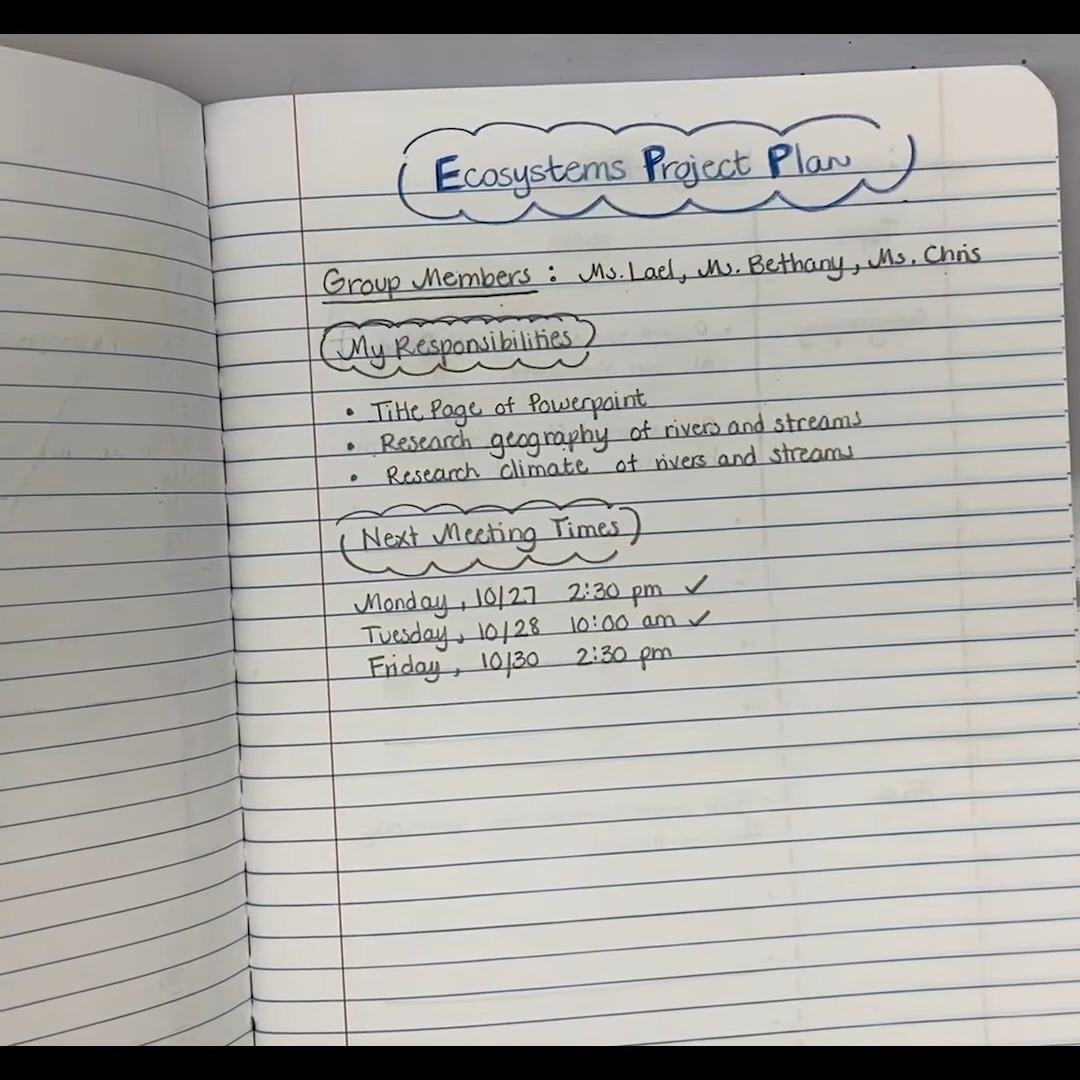 Ecosystems Project Plan
Group Members : Ms. Lael, Ms. Bethany, Ms. Chris
My Responsibilities
• Title Page of Powerpoint
• Research geography of rivers and streams
• Research climate of rivers and streams
Next Meeting Times
Monday, 10/27 2:30 pm ✓
Tuesday, 10/28 10:00 am ✓
Friday, 10/30 2:30 pm